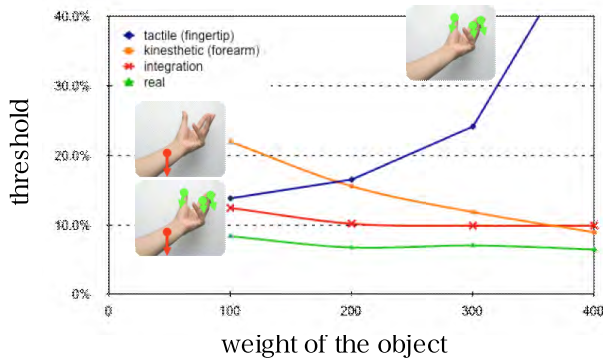 40.0%
tactile (fingertip)
kinesthetic (forearm)
integration
real
30.0%
threshold
20.0%
10.0%
0%
0 100 200 300 400
weight of the object